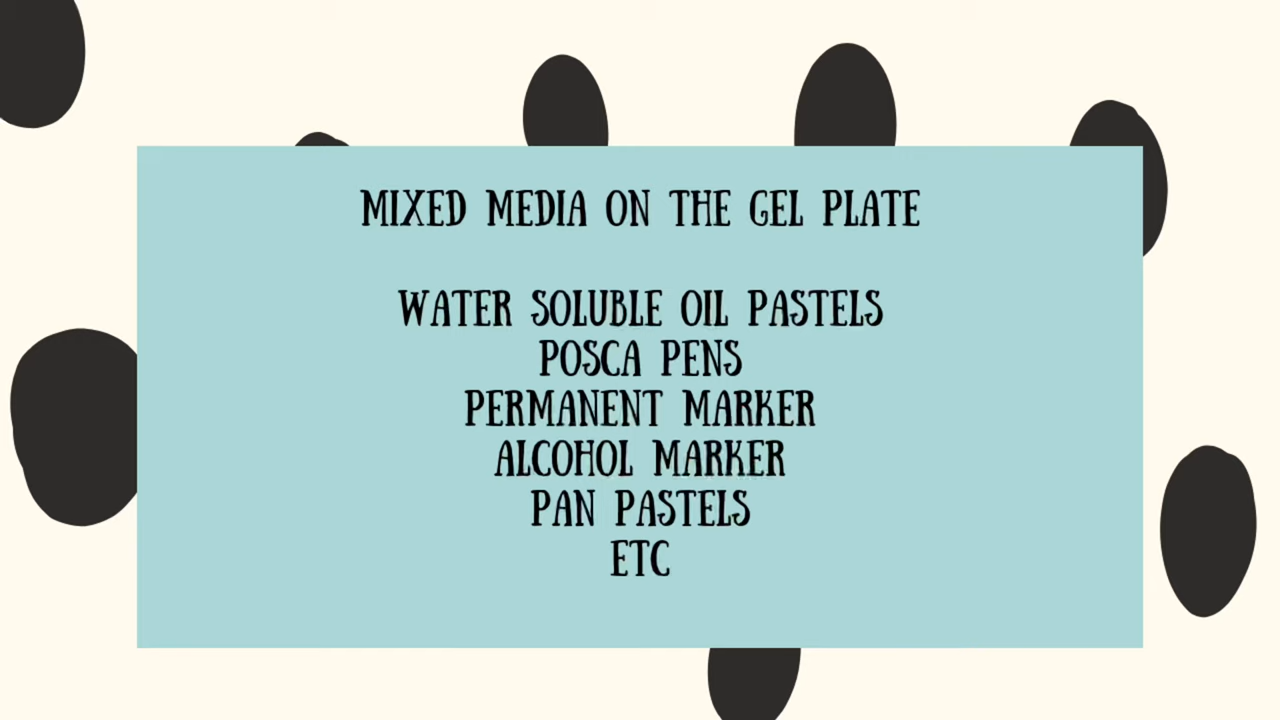 MIXED MEDIA ON THE GEL PLATE
WATER SOLUBLE OIL PASTELS
POSCA PENS
PERMANENT MARKER
ALCOHOL MARKER
PAN PASTELS
ETC